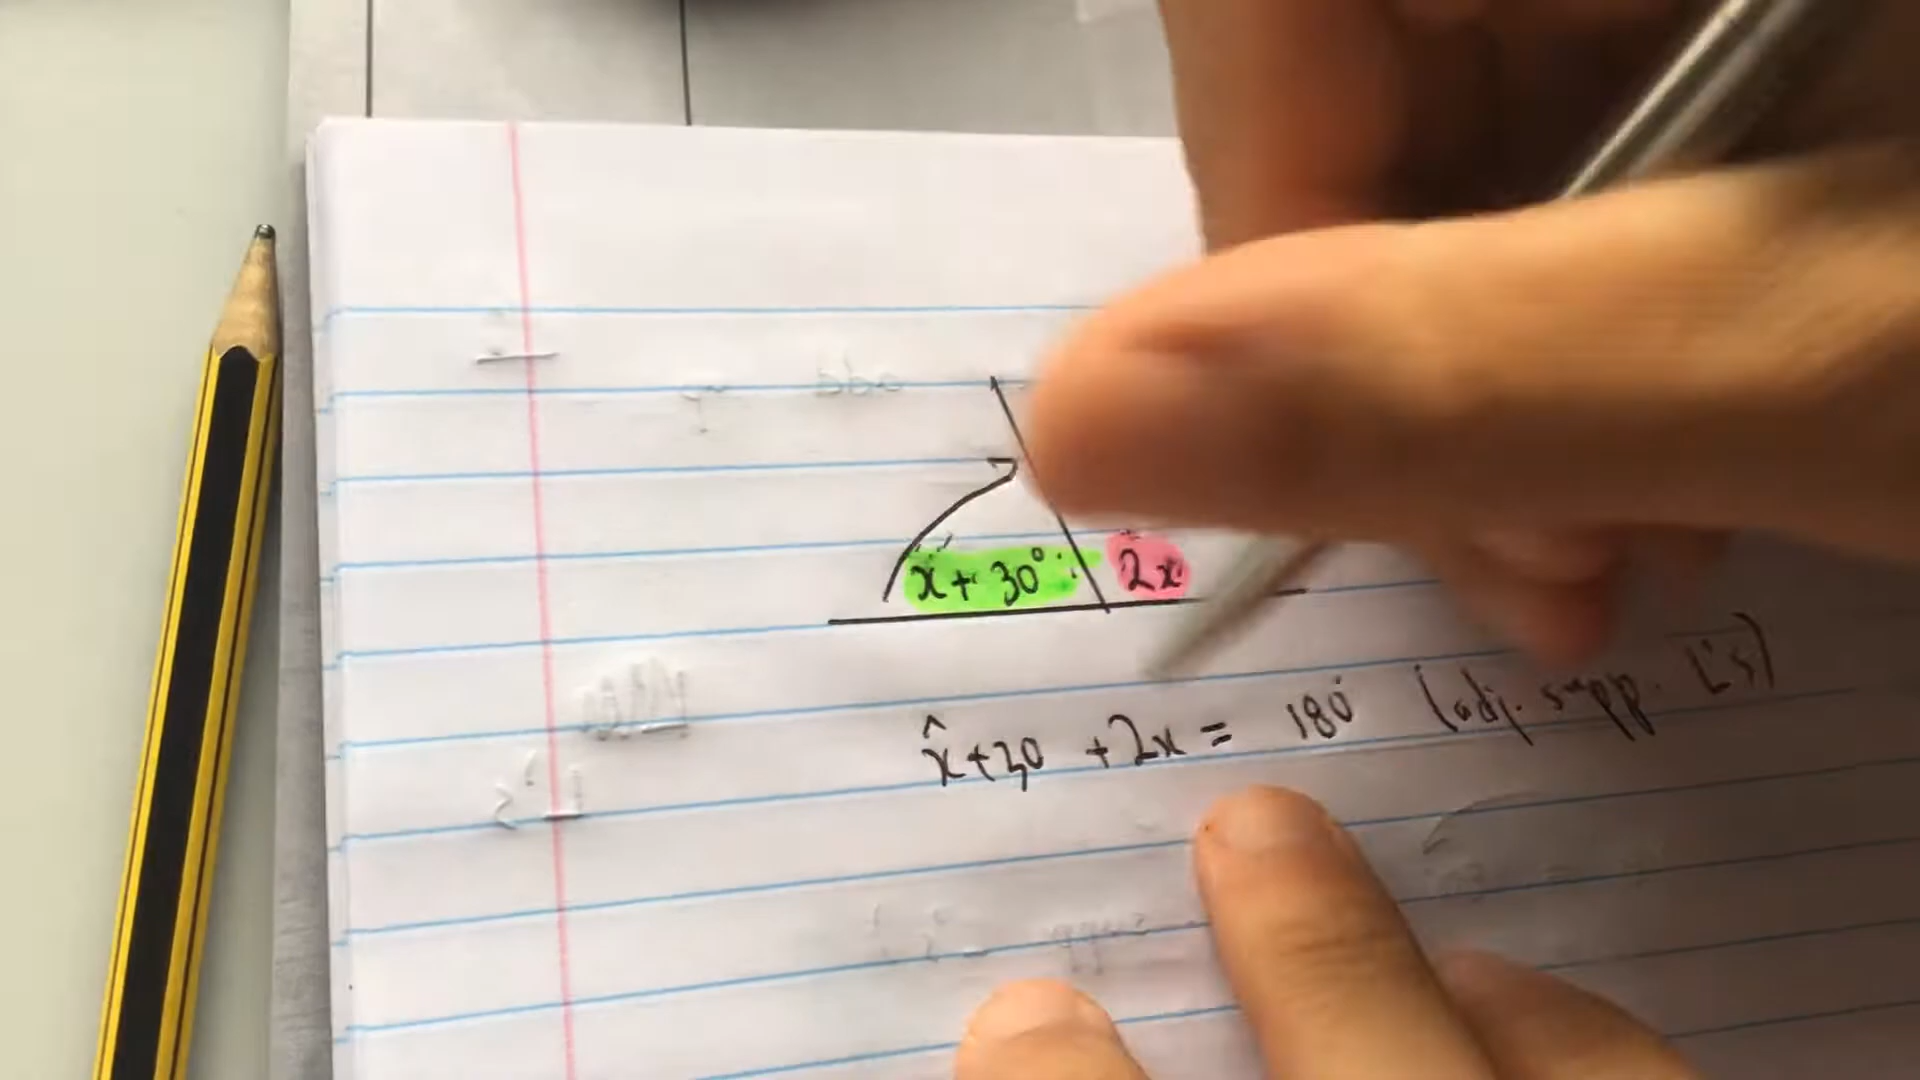 x + 30° 2x
x̂+30 +2x = 180° (adj. supp. L's)